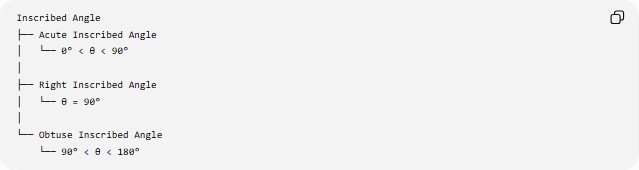 Inscribed Angle
├── Acute Inscribed Angle
│   └── 0° < θ < 90°
│
├── Right Inscribed Angle
│   └── θ = 90°
│
└── Obtuse Inscribed Angle
    └── 90° < θ < 180°